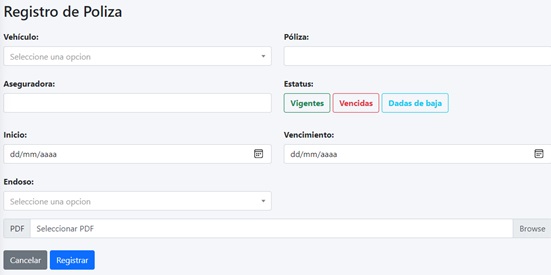 Registro de Poliza
Vehículo:
Seleccione una opcion
Póliza:
Aseguradora:
Estatus:
Vigentes Vencidas Dadas de baja
Inicio:
dd/mm/aaaa
Vencimiento:
dd/mm/aaaa
Endoso:
Seleccione una opcion
PDF Seleccionar PDF Browse
Cancelar Registrar